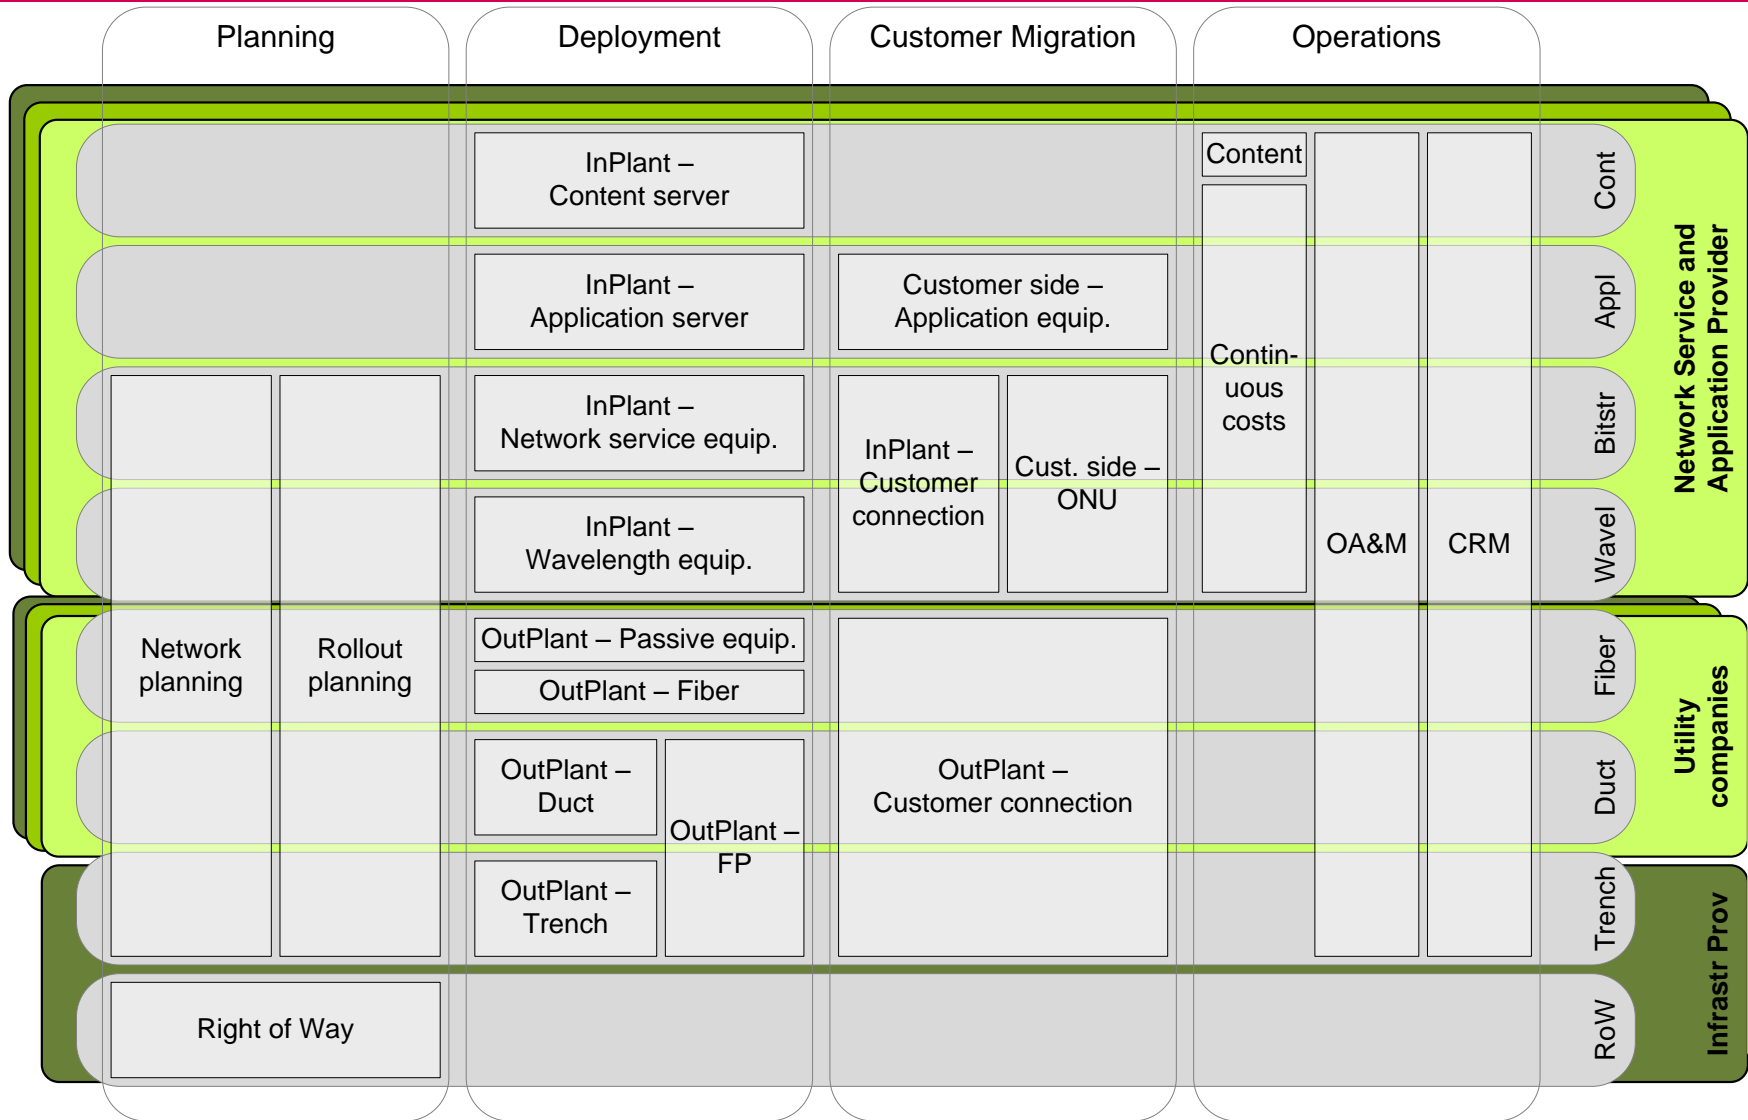 Planning
Deployment
Customer Migration
Operations
InPlant –
Content server
Content
Cont
InPlant –
Application server
Customer side –
Application equip.
Appl
Contin-
uous
costs
InPlant –
Network service equip.
Bitstr
InPlant –
Customer
connection
Cust. side –
ONU
InPlant –
Wavelength equip.
OA&M
CRM
Wavel
Network Service and
Application Provider
Network
planning
Rollout
planning
OutPlant – Passive equip.
OutPlant – Fiber
Fiber
OutPlant –
Duct
OutPlant –
FP
OutPlant –
Customer connection
Duct
Utility
companies
OutPlant –
Trench
Trench
Right of Way
RoW
Infrastr Prov